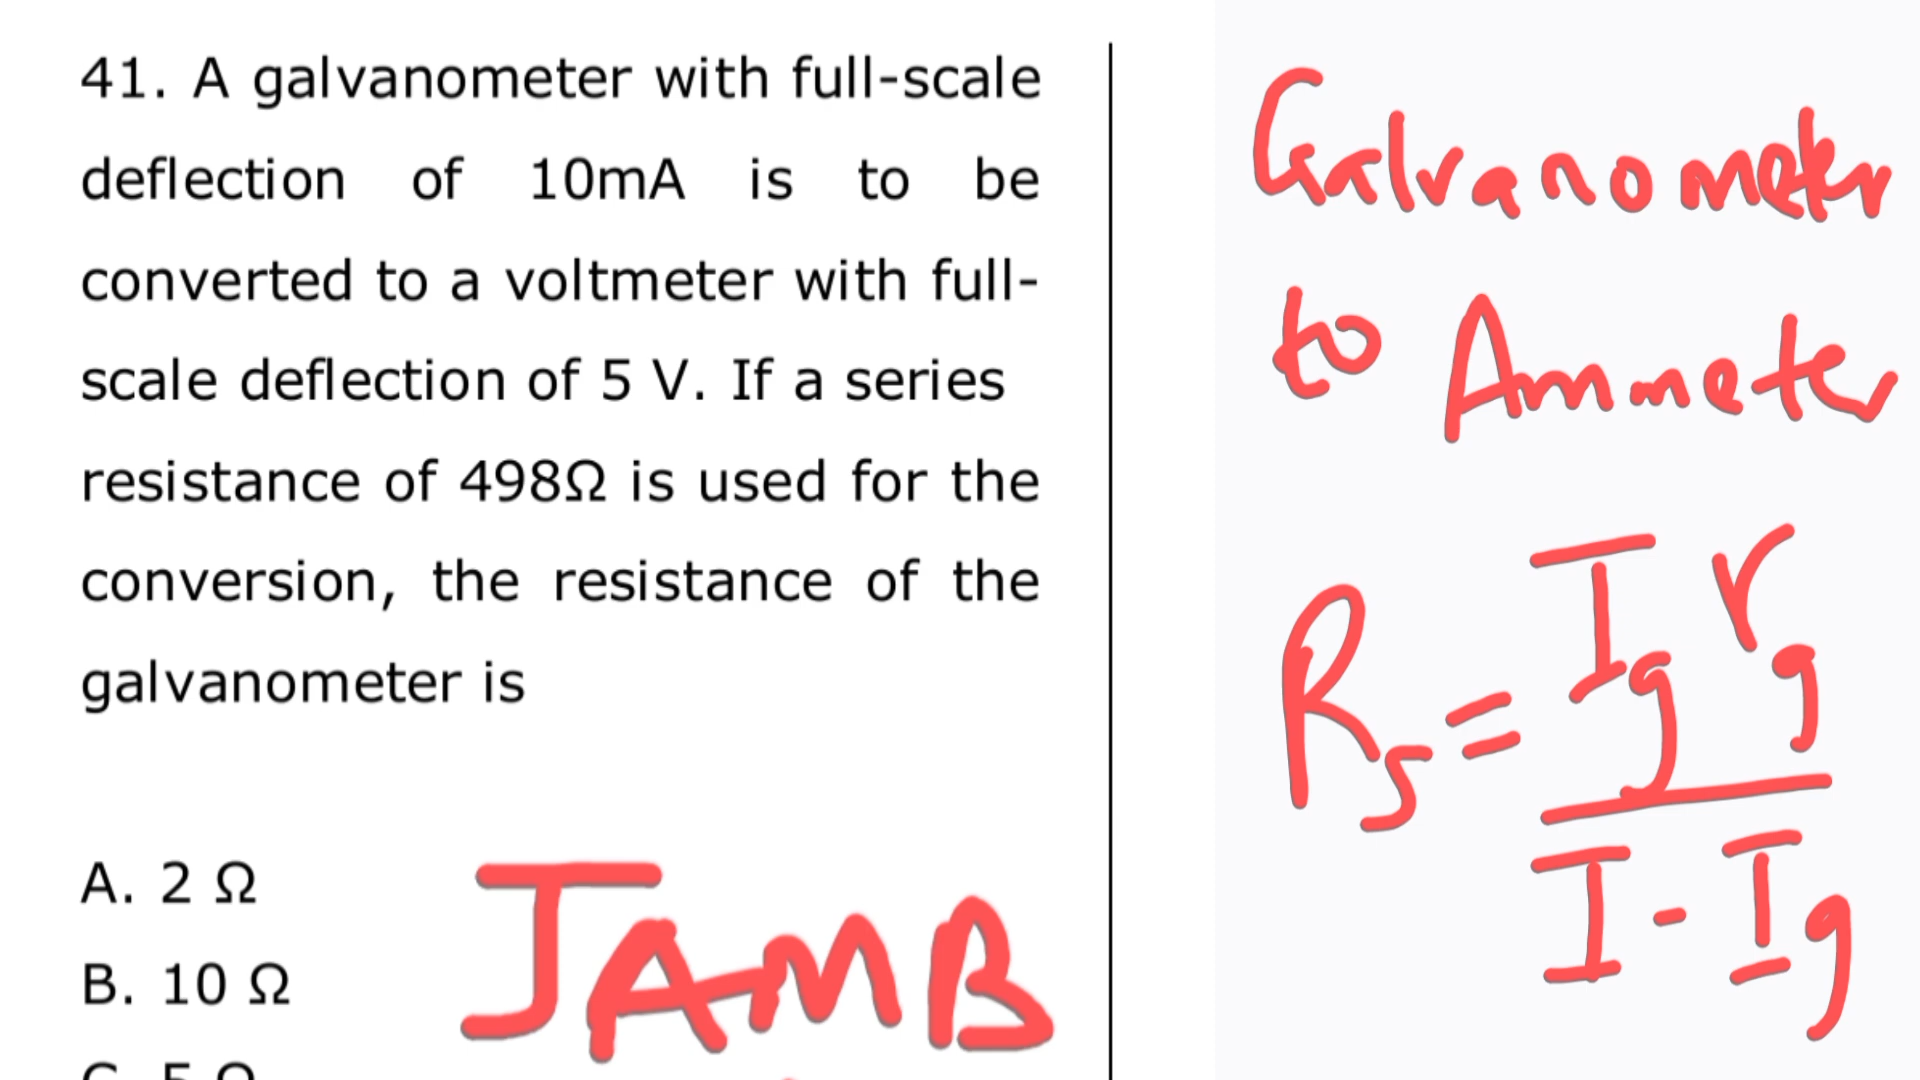 41. A galvanometer with full-scale
deflection of 10mA is to be
converted to a voltmeter with full-
scale deflection of 5 V. If a series
resistance of 498Ω is used for the
conversion, the resistance of the
galvanometer is
A. 2 Ω
B. 10 Ω
C. 5 Ω
JAMB
Galvanometer
to Ammeter
Rs = Ig rg
I - Ig